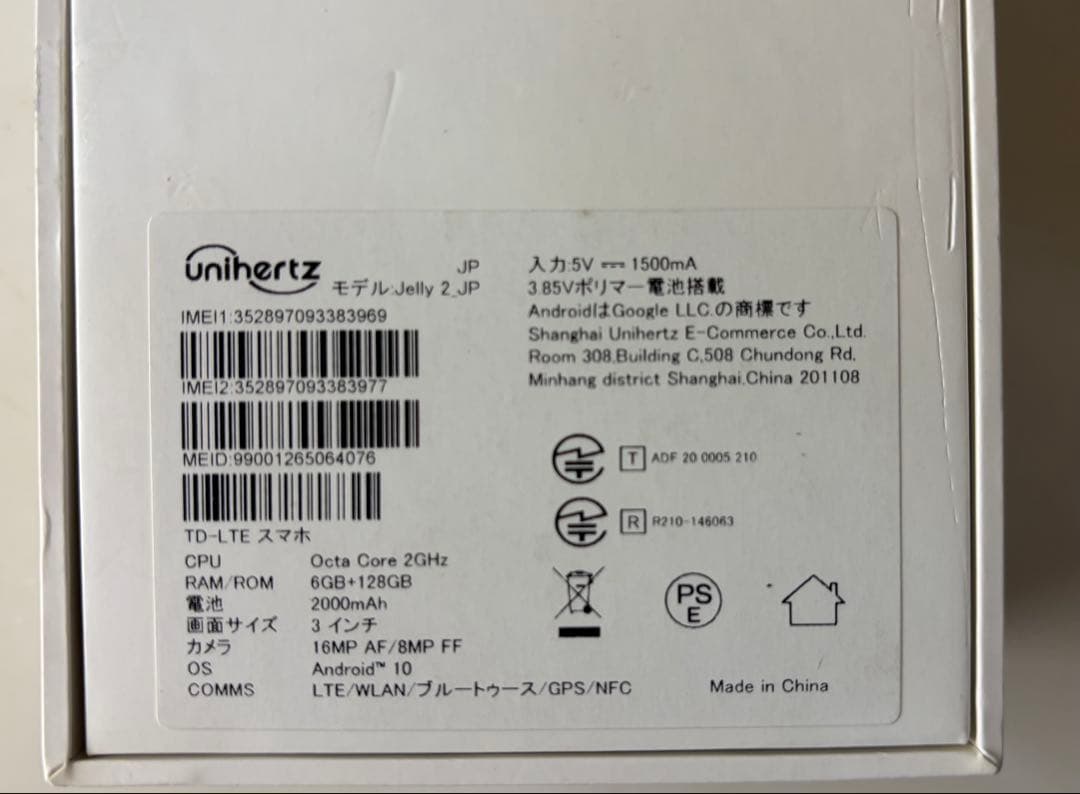 unihertz
JP
モデル:Jelly 2_JP
IMEI1:352897093383969
IMEI2:352897093383977
MEID:99001265064076
TD-LTE スマホ
CPU Octa Core 2GHz
RAM/ROM 6GB+128GB
電池 2000mAh
画面サイズ 3 インチ
カメラ 16MP AF/8MP FF
OS Android™ 10
COMMS LTE/WLAN/ブルートゥース/GPS/NFC
入力:5V ⎓ 1500mA
3.85Vポリマー電池搭載
AndroidはGoogle LLC.の商標です
Shanghai Unihertz E-Commerce Co.,Ltd.
Room 308,Building C,508 Chundong Rd,
Minhang district Shanghai,China 201108
T ADF 20 0005 210
R R210-146063
PS
E
Made in China